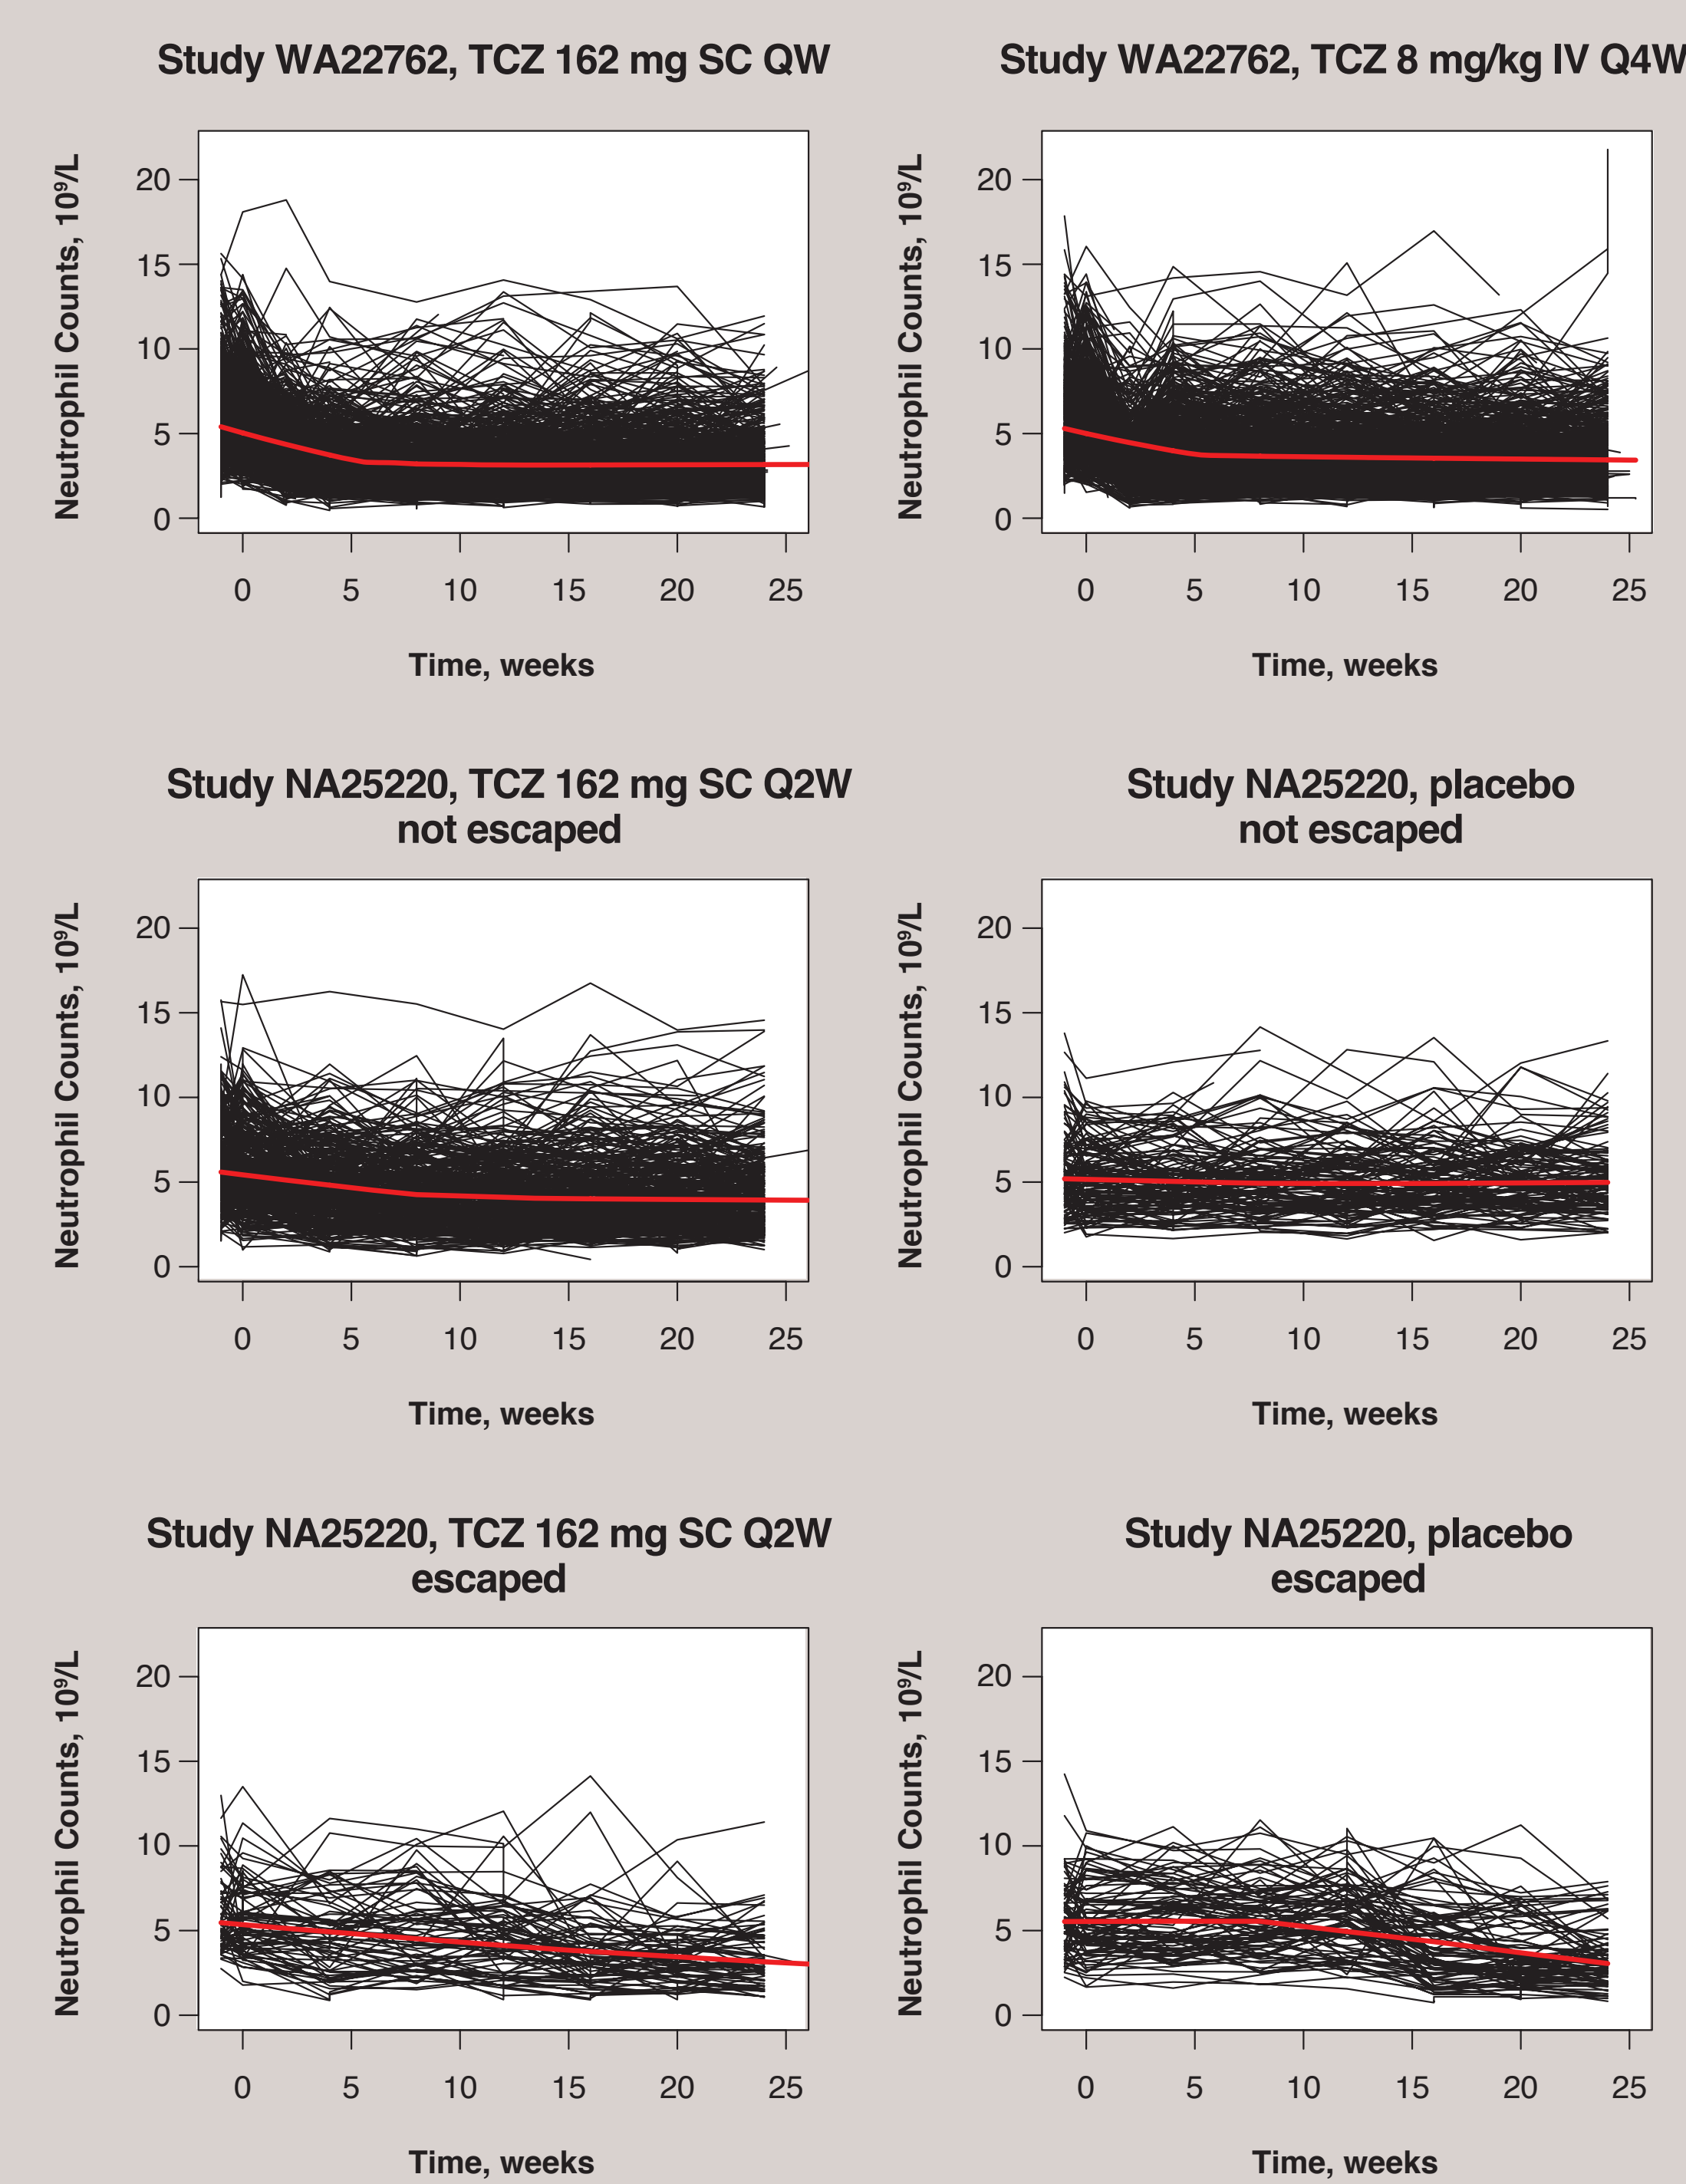 Study WA22762, TCZ 162 mg SC QW
Neutrophil Counts, 10⁹/L
20
15
10
5
0
0 5 10 15 20 25
Time, weeks
Study WA22762, TCZ 8 mg/kg IV Q4W
Neutrophil Counts, 10⁹/L
20
15
10
5
0
0 5 10 15 20 25
Time, weeks
Study NA25220, TCZ 162 mg SC Q2W
not escaped
Neutrophil Counts, 10⁹/L
20
15
10
5
0
0 5 10 15 20 25
Time, weeks
Study NA25220, placebo
not escaped
Neutrophil Counts, 10⁹/L
20
15
10
5
0
0 5 10 15 20 25
Time, weeks
Study NA25220, TCZ 162 mg SC Q2W
escaped
Neutrophil Counts, 10⁹/L
20
15
10
5
0
0 5 10 15 20 25
Time, weeks
Study NA25220, placebo
escaped
Neutrophil Counts, 10⁹/L
20
15
10
5
0
0 5 10 15 20 25
Time, weeks